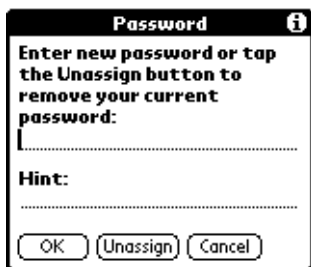 Password
Enter new password or tap
the Unassign button to
remove your current
password:
Hint:
OK Unassign Cancel